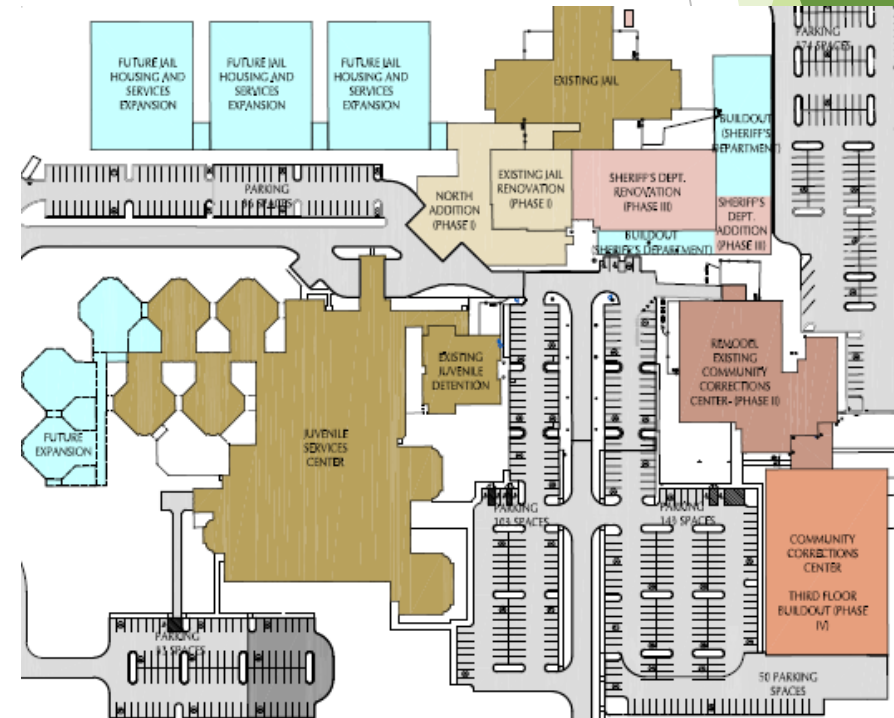 FUTURE JAIL
HOUSING AND
SERVICES
EXPANSION
FUTURE JAIL
HOUSING AND
SERVICES
EXPANSION
FUTURE JAIL
HOUSING AND
SERVICES
EXPANSION
EXISTING JAIL
PARKING
174 SPACES
BUILDOUT
(SHERIFF'S
DEPARTMENT)
PARKING
NORTH
ADDITION
(PHASE I)
EXISTING JAIL
RENOVATION
(PHASE I)
SHERIFF'S DEPT.
RENOVATION
(PHASE III)
SHERIFF'S
DEPT.
ADDITION
(PHASE III)
BUILDOUT
(SHERIFF'S DEPARTMENT)
EXISTING
JUVENILE
DETENTION
REMODEL
EXISTING
COMMUNITY
CORRECTIONS
CENTER- (PHASE II)
FUTURE
EXPANSION
JUVENILE
SERVICES
CENTER
PARKING
103 SPACES
PARKING
143 SPACES
COMMUNITY
CORRECTIONS
CENTER
THIRD FLOOR
BUILDOUT (PHASE
IV)
PARKING
SPACES
50 PARKING
SPACES